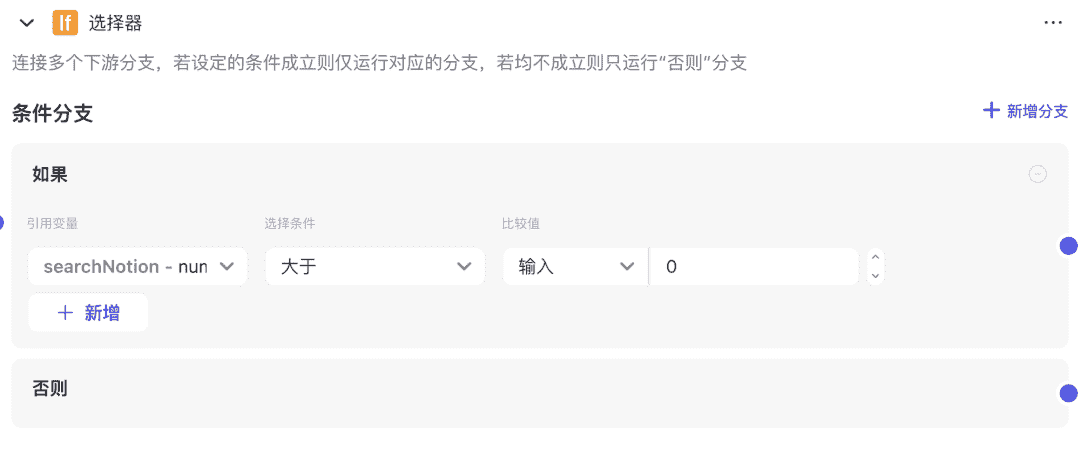 If 选择器
连接多个下游分支，若设定的条件成立则仅运行对应的分支，若均不成立则只运行“否则”分支
条件分支
+ 新增分支
如果
引用变量 选择条件 比较值
searchNotion - nun 大于 输入 0
+ 新增
否则